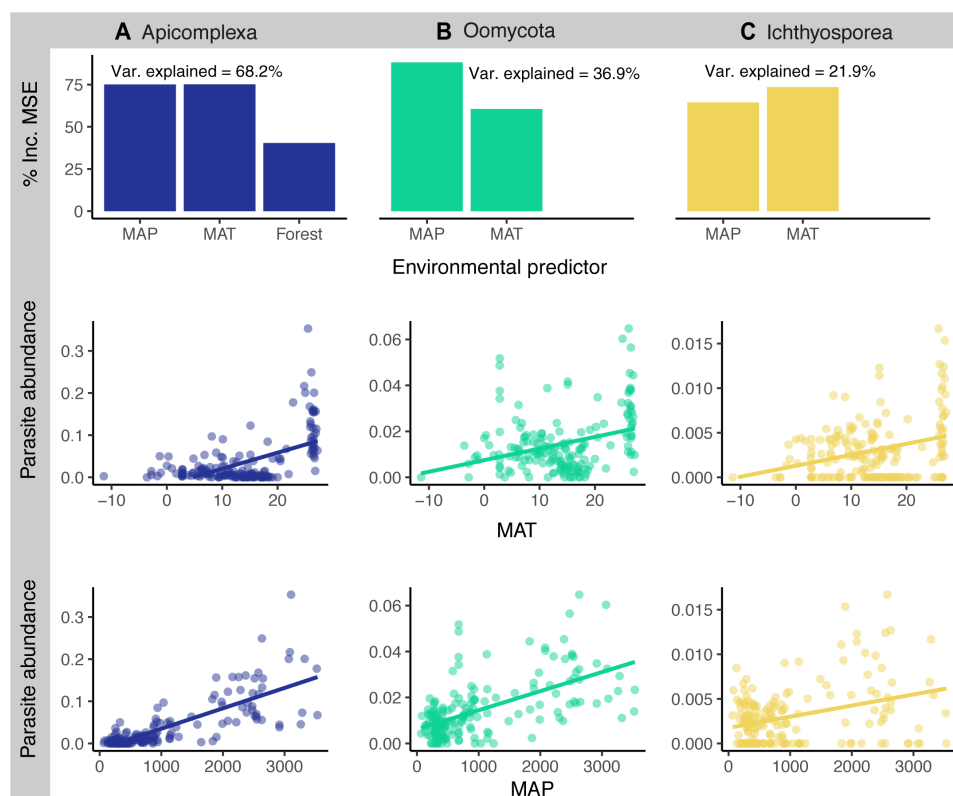 A Apicomplexa B Oomycota C Ichthyosporea
Var. explained = 68.2% Var. explained = 36.9% Var. explained = 21.9%
% Inc. MSE
75
50
25
0
MAP MAT Forest MAP MAT MAP MAT
Environmental predictor
Parasite abundance
0.3
0.2
0.1
0.0
−10 0 10 20
0.06
0.04
0.02
0.00
−10 0 10 20
0.015
0.010
0.005
0.000
−10 0 10 20
MAT
Parasite abundance
0.3
0.2
0.1
0.0
0 1000 2000 3000
0.06
0.04
0.02
0.00
0 1000 2000 3000
0.015
0.010
0.005
0.000
0 1000 2000 3000
MAP